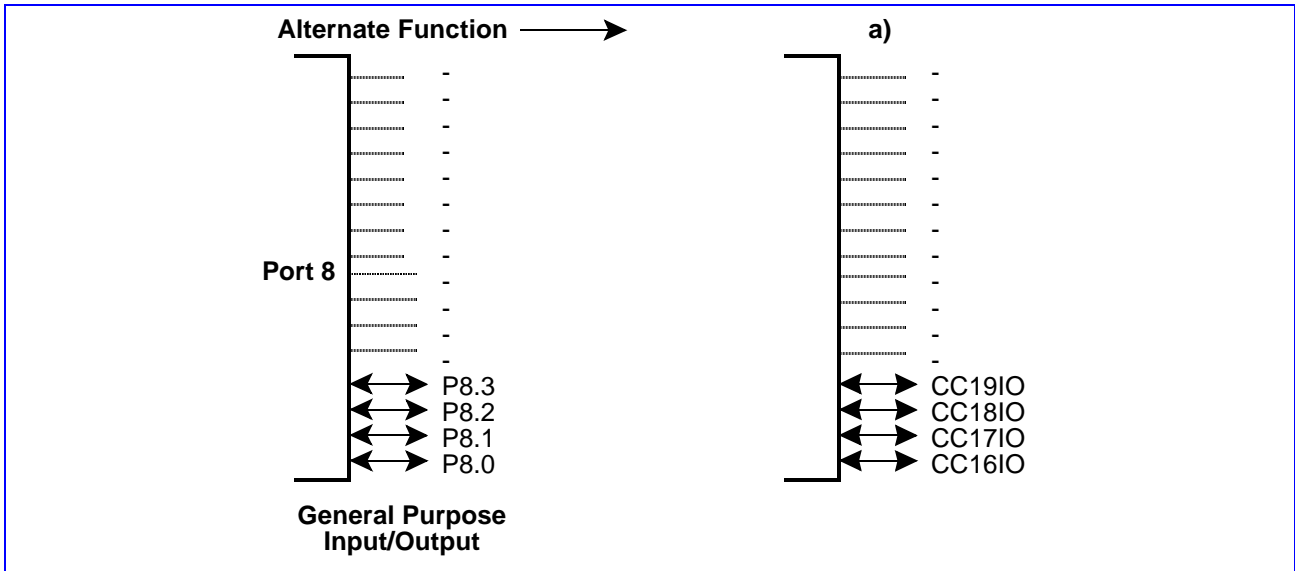 Alternate Function a)
- -
- -
- -
- -
- -
- -
- -
- -
Port 8
- -
- -
- -
- -
P8.3 CC19IO
P8.2 CC18IO
P8.1 CC17IO
P8.0 CC16IO
General Purpose
Input/Output